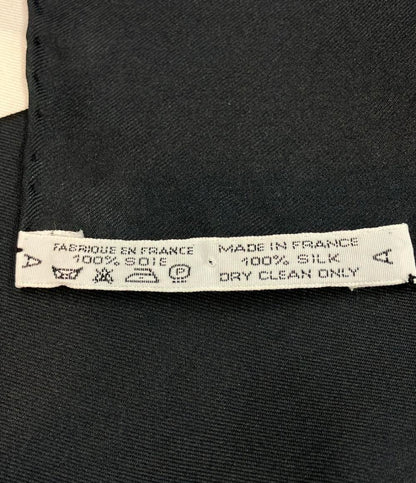 A
FABRIQUE EN FRANCE
100% SOIE
P
MADE IN FRANCE
100% SILK
DRY CLEAN ONLY
A